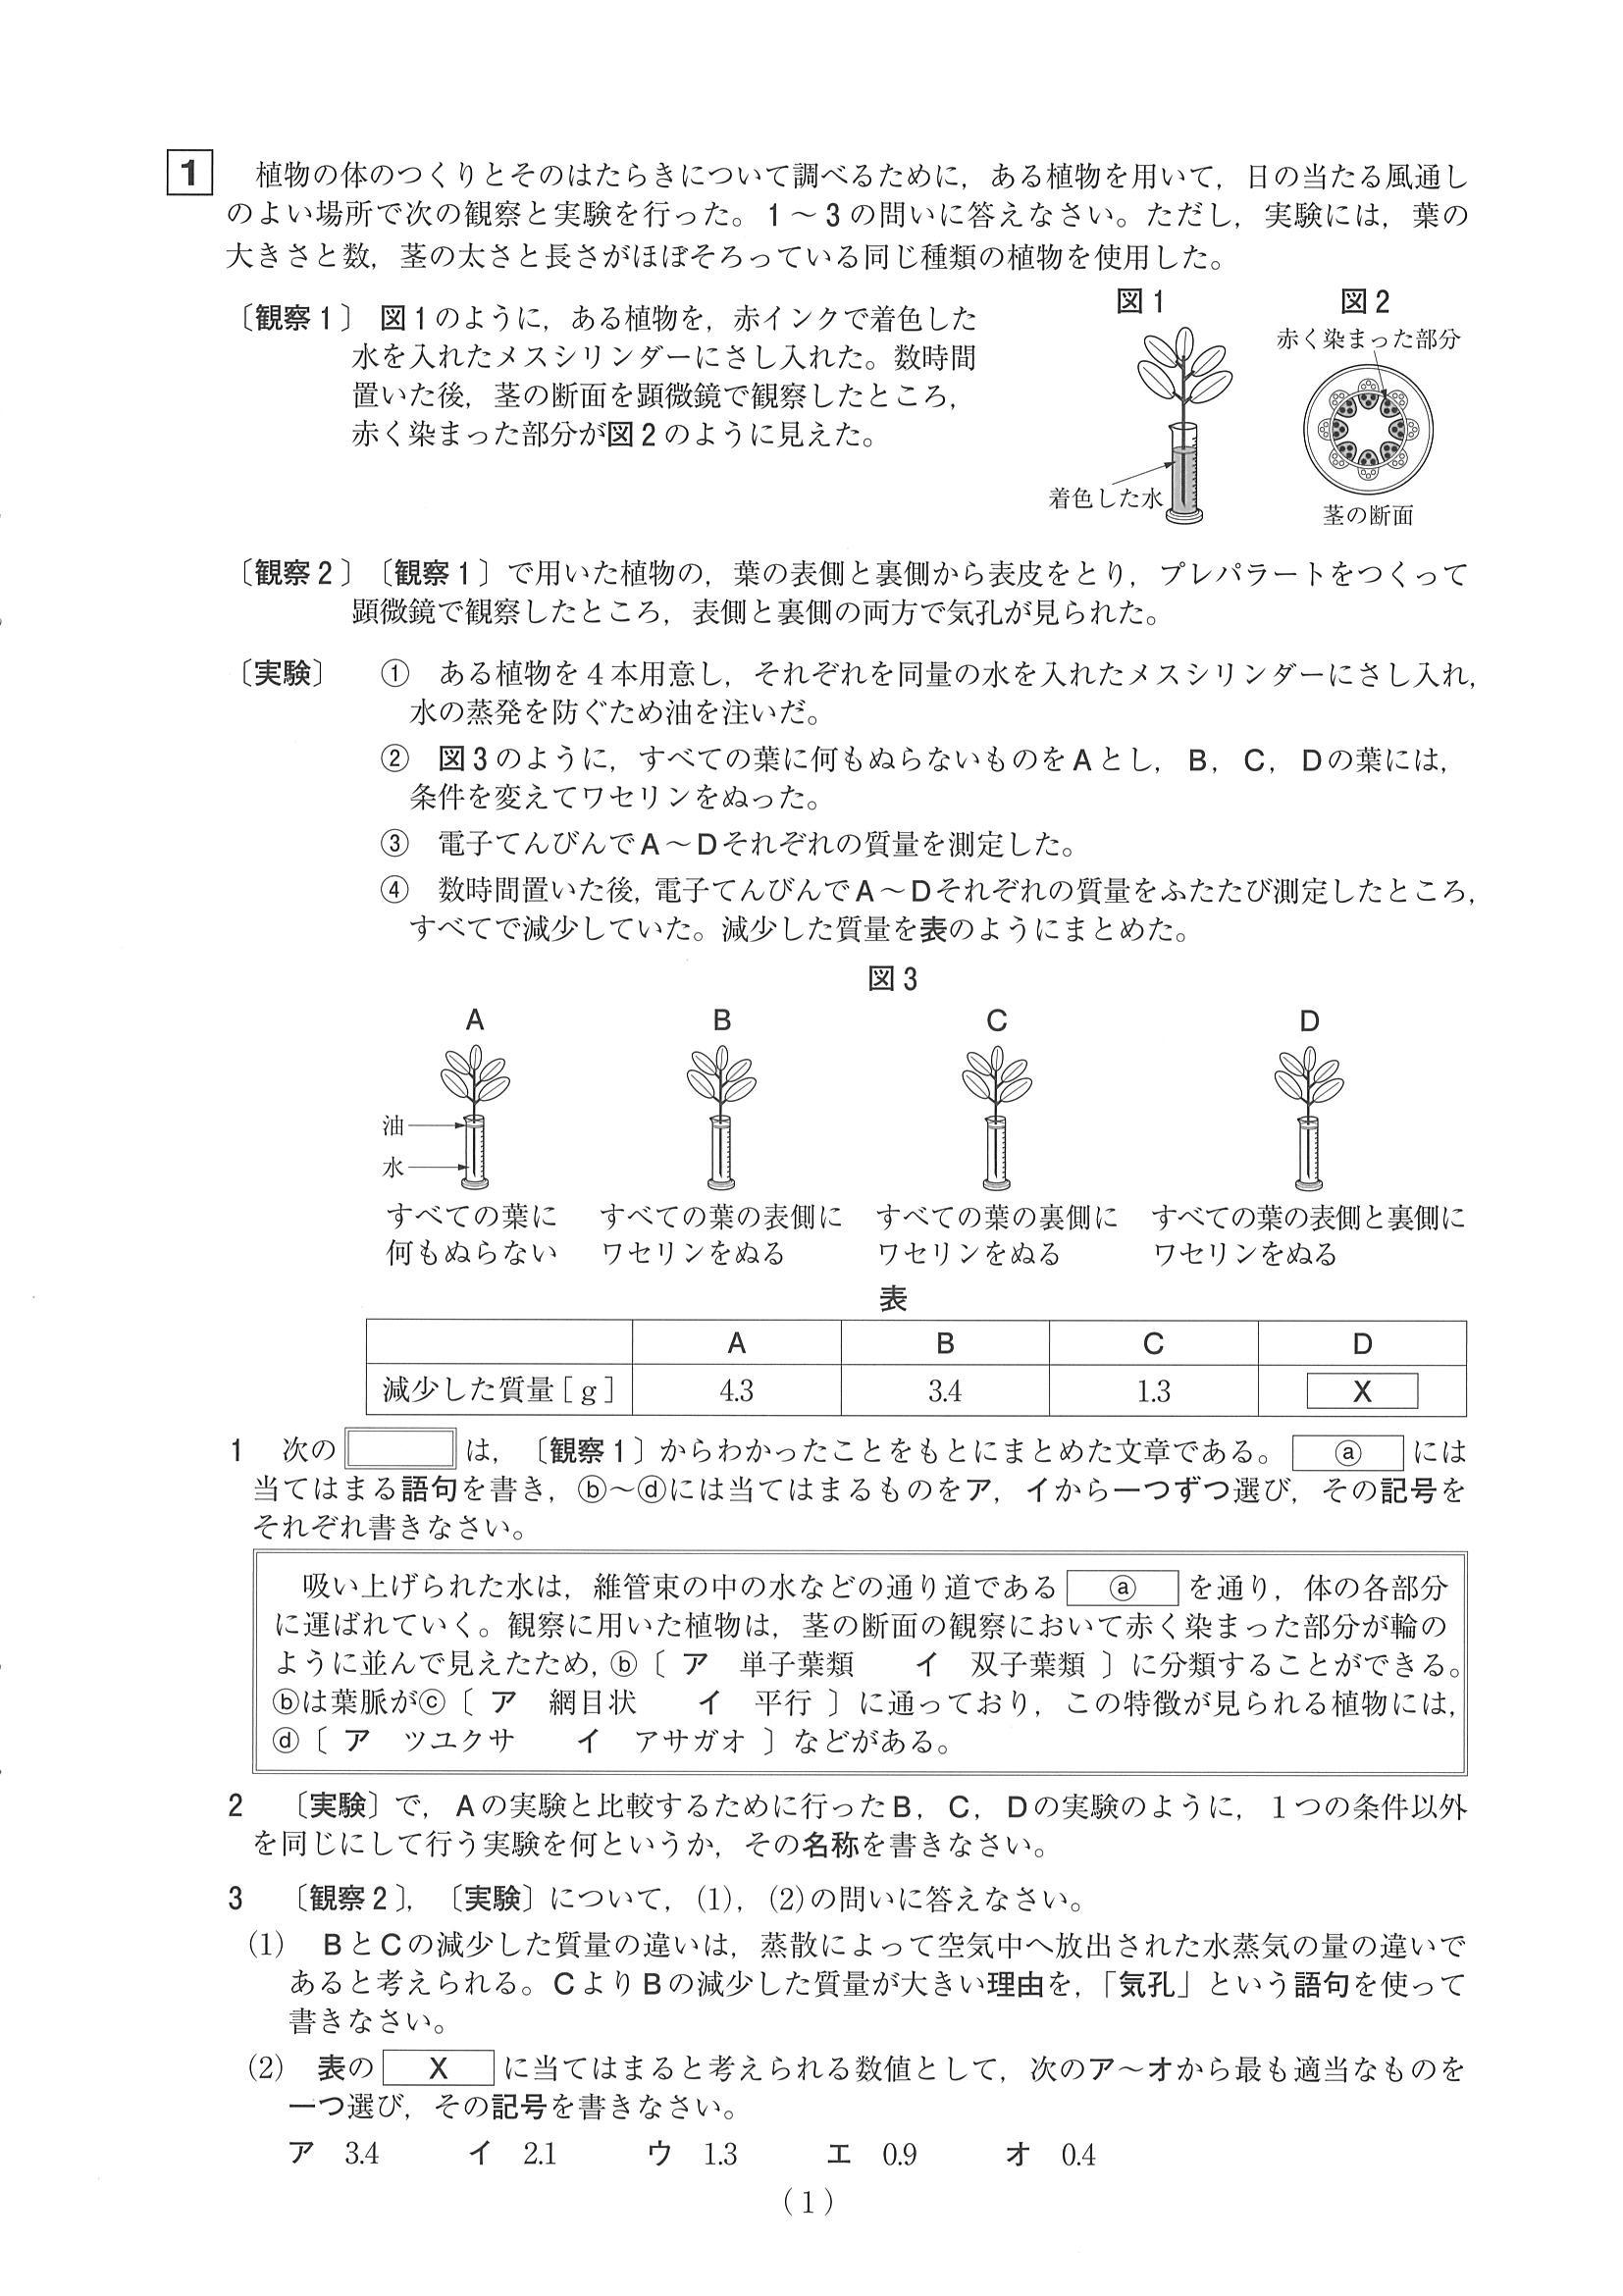 1 植物の体のつくりとそのはたらきについて調べるために，ある植物を用いて，日の当たる風通し
のよい場所で次の観察と実験を行った。1～3の問いに答えなさい。ただし，実験には，葉の
大きさと数，茎の太さと長さがほぼそろっている同じ種類の植物を使用した。
〔観察1〕 図1のように，ある植物を，赤インクで着色した
水を入れたメスシリンダーにさし入れた。数時間
置いた後，茎の断面を顕微鏡で観察したところ，
赤く染まった部分が図2のように見えた。
図1
着色した水
図2
赤く染まった部分
茎の断面
〔観察2〕〔観察1〕で用いた植物の，葉の表側と裏側から表皮をとり，プレパラートをつくって
顕微鏡で観察したところ，表側と裏側の両方で気孔が見られた。
〔実験〕 ① ある植物を4本用意し，それぞれを同量の水を入れたメスシリンダーにさし入れ，
水の蒸発を防ぐため油を注いだ。
② 図3のように，すべての葉に何もぬらないものをAとし，B，C，Dの葉には，
条件を変えてワセリンをぬった。
③ 電子てんびんでA～Dそれぞれの質量を測定した。
④ 数時間置いた後，電子てんびんでA～Dそれぞれの質量をふたたび測定したところ，
すべてで減少していた。減少した質量を表のようにまとめた。
図3
A B C D
油
水
すべての葉に すべての葉の表側に すべての葉の裏側に すべての葉の表側と裏側に
何もぬらない ワセリンをぬる ワセリンをぬる ワセリンをぬる
表
A B C D
減少した質量［g］ 4.3 3.4 1.3 X
1 次の は，〔観察1〕からわかったことをもとにまとめた文章である。 ⓐ には
当てはまる語句を書き，ⓑ～ⓓには当てはまるものをア，イから一つずつ選び，その記号を
それぞれ書きなさい。
吸い上げられた水は，維管束の中の水などの通り道である ⓐ を通り，体の各部分
に運ばれていく。観察に用いた植物は，茎の断面の観察において赤く染まった部分が輪の
ように並んで見えたため，ⓑ〔 ア 単子葉類 イ 双子葉類 〕に分類することができる。
ⓑは葉脈がⓒ〔 ア 網目状 イ 平行 〕に通っており，この特徴が見られる植物には，
ⓓ〔 ア ツユクサ イ アサガオ 〕などがある。
2 〔実験〕で，Aの実験と比較するために行ったB，C，Dの実験のように，1つの条件以外
を同じにして行う実験を何というか，その名称を書きなさい。
3 〔観察2〕，〔実験〕について，(1)，(2)の問いに答えなさい。
(1) BとCの減少した質量の違いは，蒸散によって空気中へ放出された水蒸気の量の違いで
あると考えられる。CよりBの減少した質量が大きい理由を，「気孔」という語句を使って
書きなさい。
(2) 表の X に当てはまると考えられる数値として，次のア～オから最も適当なものを
一つ選び，その記号を書きなさい。
ア 3.4 イ 2.1 ウ 1.3 エ 0.9 オ 0.4
（1）